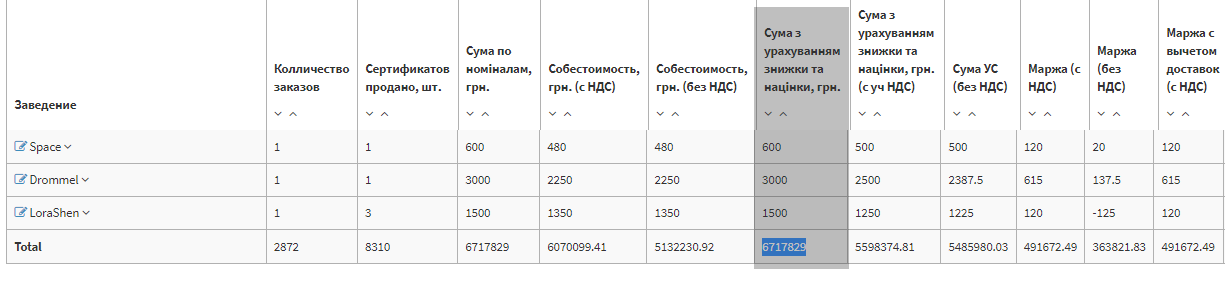 Заведение
Колличество заказов
Сертификатов продано, шт.
Сума по номіналам, грн.
Собестоимость, грн. (с НДС)
Собестоимость, грн. (без НДС)
Сума з урахуванням знижки та націнки, грн.
Сума з урахуванням знижки та націнки, грн. (с уч НДС)
Сума УС (без НДС)
Маржа (с НДС)
Маржа (без НДС)
Маржа с вычетом доставок (с НДС)
Space 1 1 600 480 480 600 500 500 120 20 120
Drommel 1 1 3000 2250 2250 3000 2500 2387.5 615 137.5 615
LoraShen 1 3 1500 1350 1350 1500 1250 1225 120 -125 120
Total 2872 8310 6717829 6070099.41 5132230.92 6717829 5598374.81 5485980.03 491672.49 363821.83 491672.49